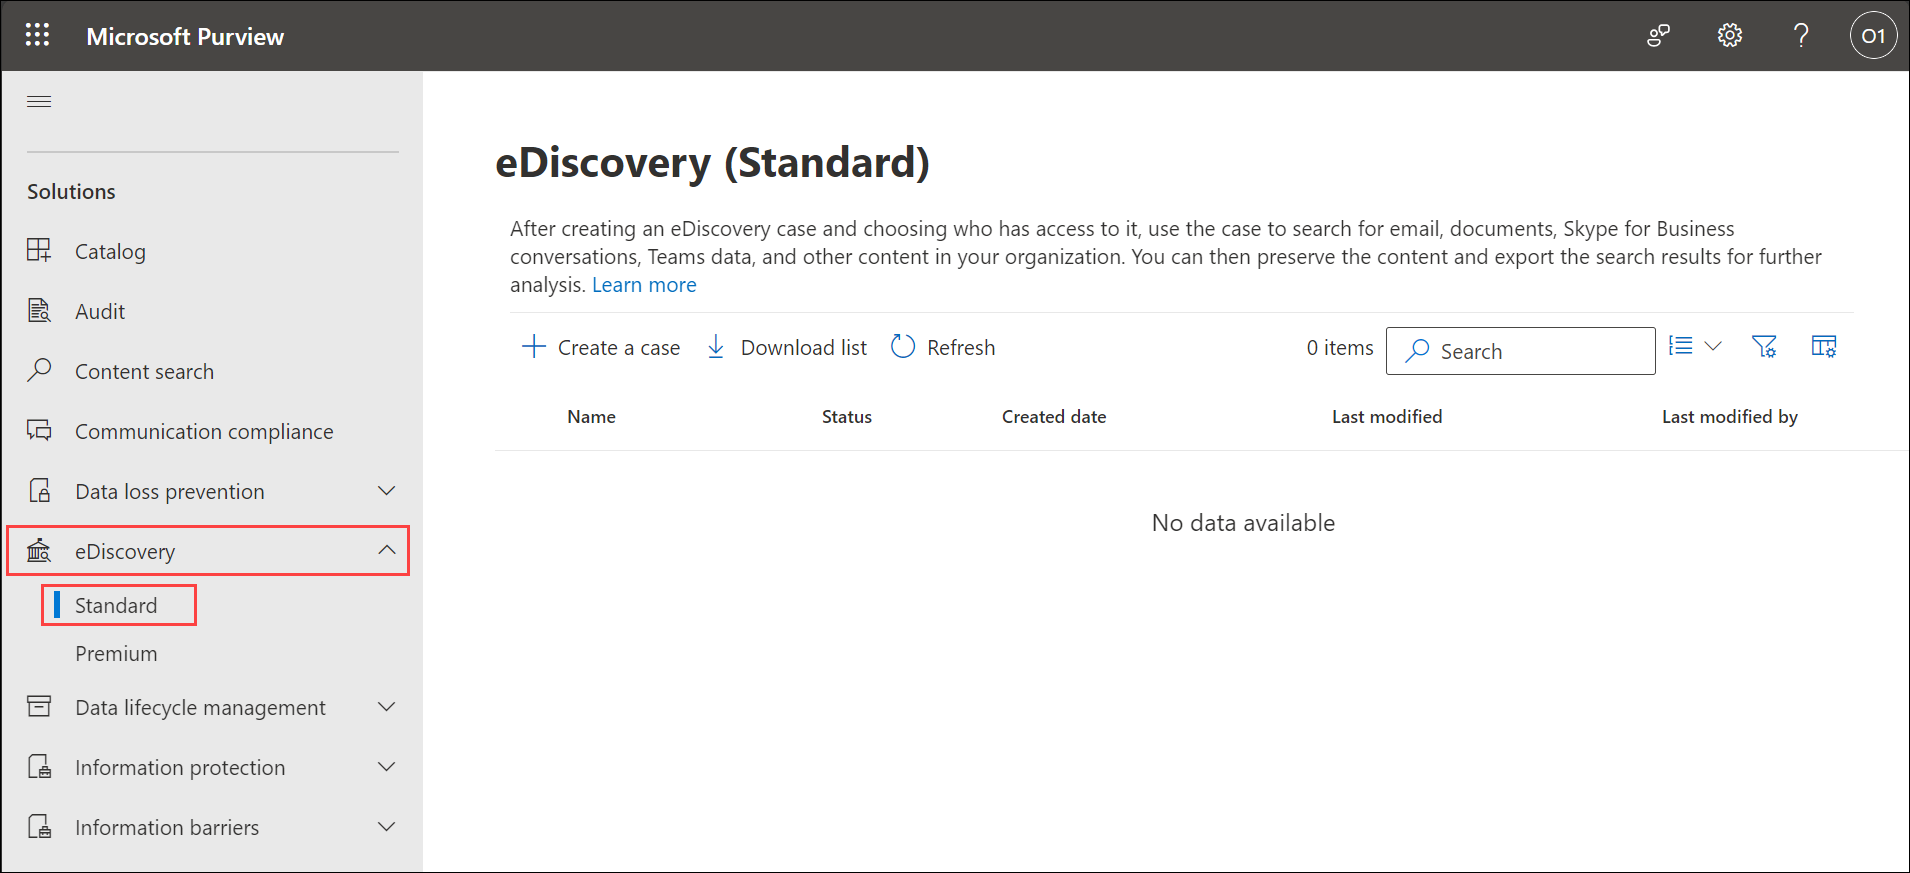 Microsoft Purview
O1
Solutions
Catalog
Audit
Content search
Communication compliance
Data loss prevention
eDiscovery
Standard
Premium
Data lifecycle management
Information protection
Information barriers
eDiscovery (Standard)
After creating an eDiscovery case and choosing who has access to it, use the case to search for email, documents, Skype for Business
conversations, Teams data, and other content in your organization. You can then preserve the content and export the search results for further
analysis. Learn more
Create a case Download list Refresh 0 items Search
Name Status Created date Last modified Last modified by
No data available